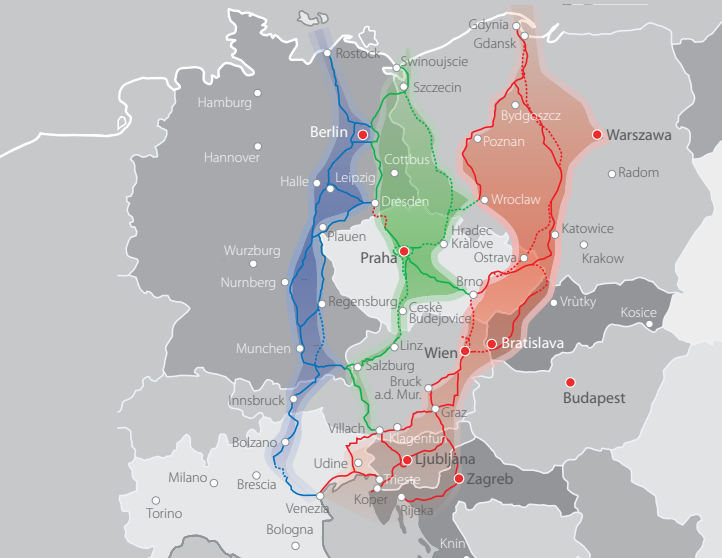 Gdynia
Gdansk
Rostock
Swinoujscie
Szczecin
Hamburg
Bydgoszcz
Berlin
Warszawa
Poznan
Hannover
Cottbus
Radom
Halle
Leipzig
Dresden
Wroclaw
Plauen
Hradec
Králove
Katowice
Wurzburg
Praha
Ostrava
Krakow
Nurnberg
Brno
Regensburg
Ceskè
Budejovice
Vrùtky
Kosice
Munchen
Linz
Wien
Bratislava
Salzburg
Bruck
a.d. Mur.
Budapest
Innsbruck
Graz
Villach
Klagenfurt
Bolzano
Udine
Ljubljana
Milano
Brescia
Trieste
Zagreb
Koper
Torino
Venezia
Rijeka
Bologna
Knin